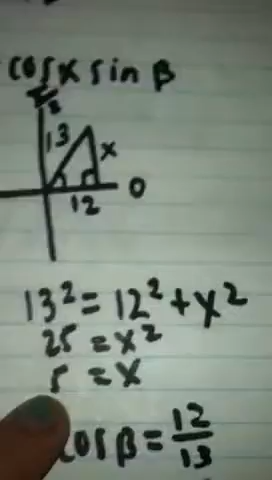 cos x sin β
13
x
12
0
13² = 12² + x²
25 = x²
5 = x
cos β = 12/13